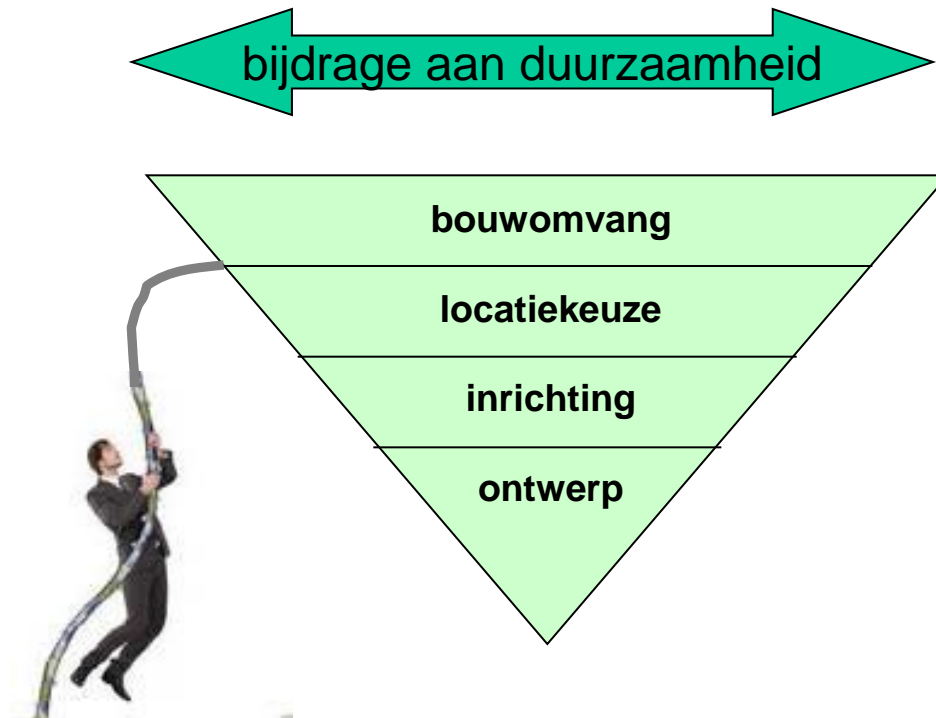 bijdrage aan duurzaamheid
bouwomvang
locatiekeuze
inrichting
ontwerp